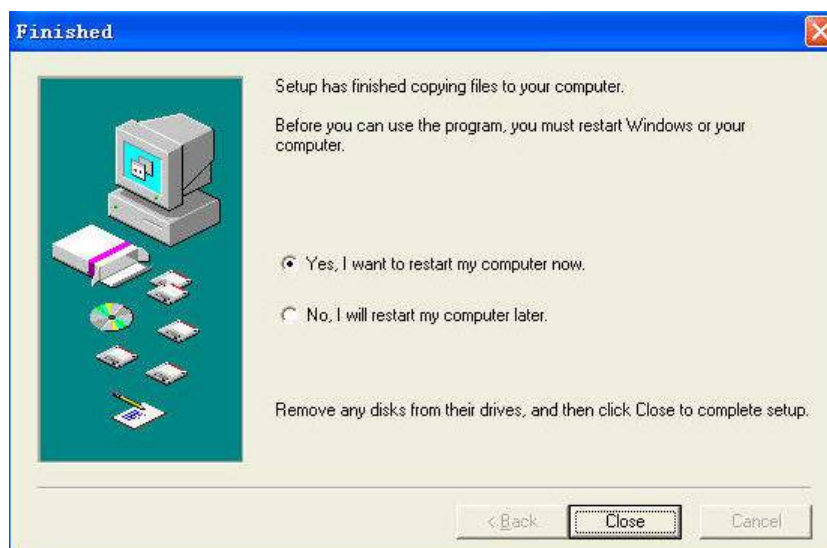 Finished
Setup has finished copying files to your computer.
Before you can use the program, you must restart Windows or your
computer.
Yes, I want to restart my computer now.
No, I will restart my computer later.
Remove any disks from their drives, and then click Close to complete setup.
< Back
Close
Cancel